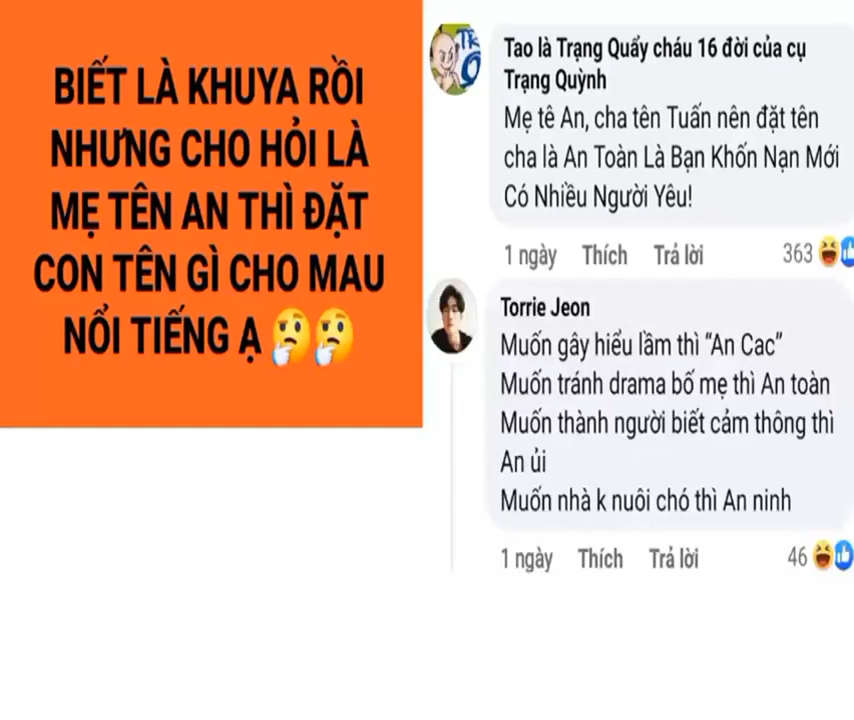 BIẾT LÀ KHUYA RỒI
NHƯNG CHO HỎI LÀ
MẸ TÊN AN THÌ ĐẶT
CON TÊN GÌ CHO MAU
NỔI TIẾNG Ạ 🤔🤔
Tao là Trạng Quẩy cháu 16 đời của cụ
Trạng Quỳnh
Mẹ tê An, cha tên Tuấn nên đặt tên
cha là An Toàn Là Bạn Khốn Nạn Mới
Có Nhiều Người Yêu!
1 ngày Thích Trả lời 363
Torrie Jeon
Muốn gây hiểu lầm thì “An Cac”
Muốn tránh drama bố mẹ thì An toàn
Muốn thành người biết cảm thông thì
An ủi
Muốn nhà k nuôi chó thì An ninh
1 ngày Thích Trả lời 46